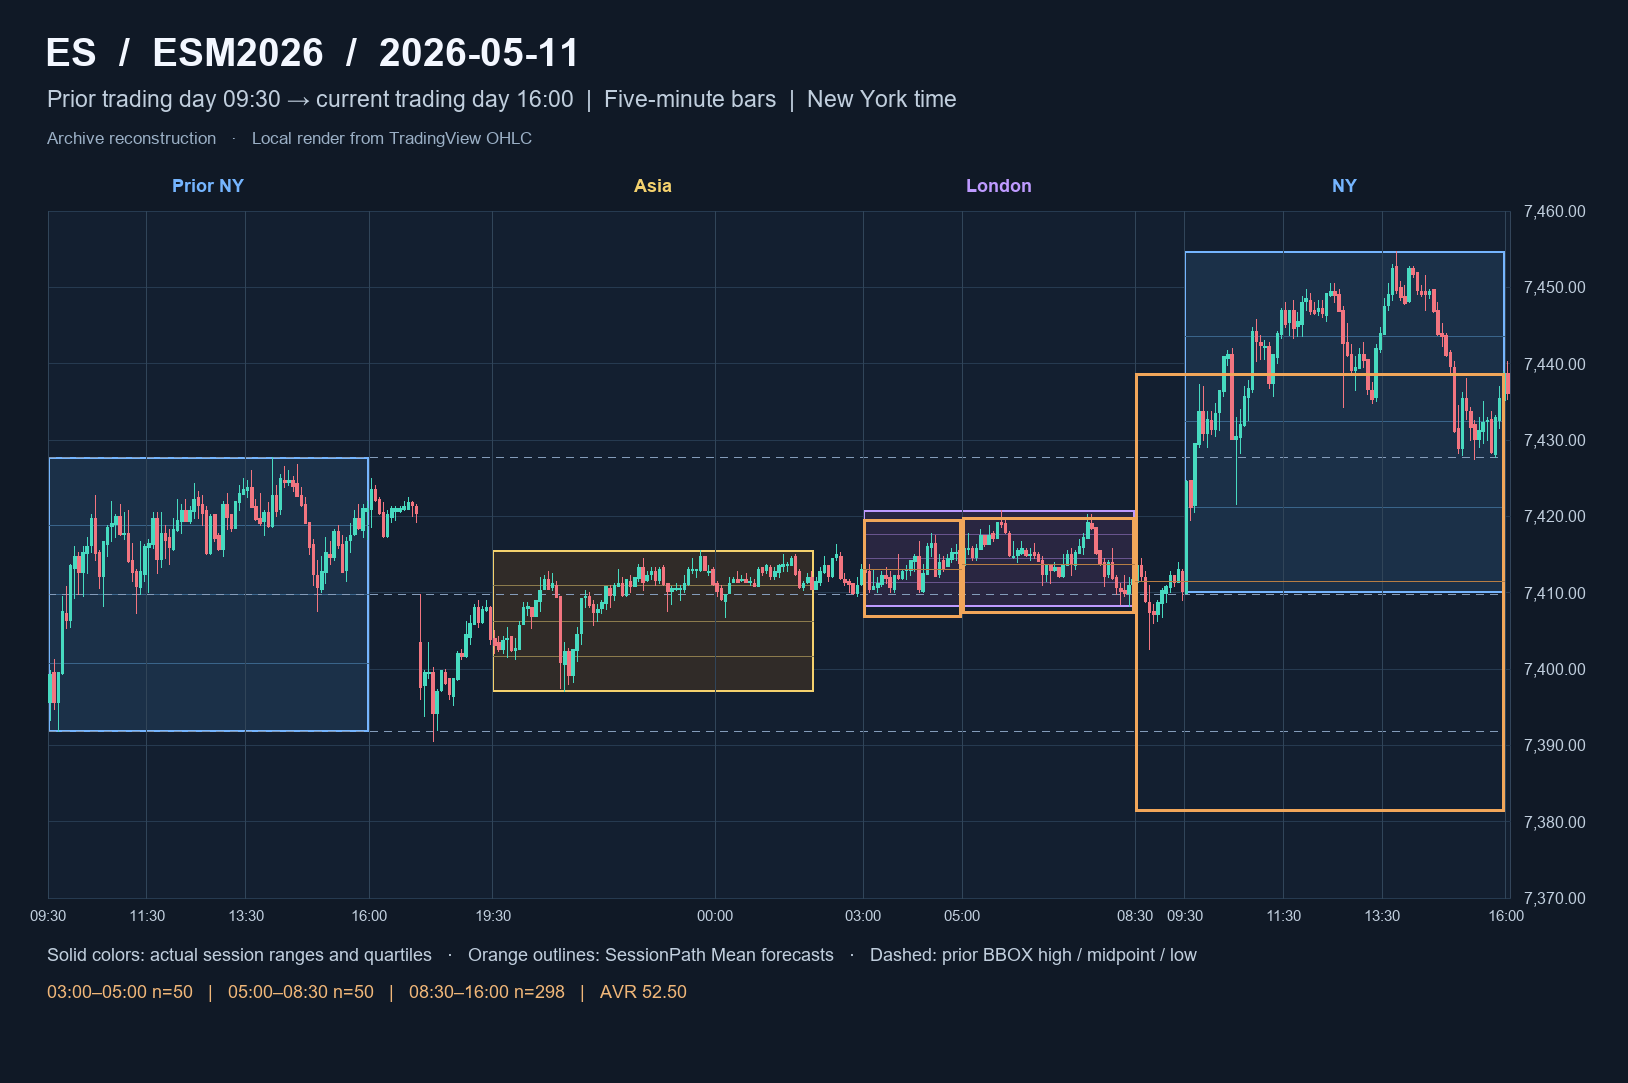 ES / ESM2026 / 2026-05-11
Prior trading day 09:30 → current trading day 16:00 | Five-minute bars | New York time
Archive reconstruction · Local render from TradingView OHLC
Prior NY Asia London NY
7,460.00
7,450.00
7,440.00
7,430.00
7,420.00
7,410.00
7,400.00
7,390.00
7,380.00
7,370.00
09:30 11:30 13:30 16:00 19:30 00:00 03:00 05:00 08:30 09:30 11:30 13:30 16:00
Solid colors: actual session ranges and quartiles · Orange outlines: SessionPath Mean forecasts · Dashed: prior BBOX high / midpoint / low
03:00–05:00 n=50 | 05:00–08:30 n=50 | 08:30–16:00 n=298 | AVR 52.50